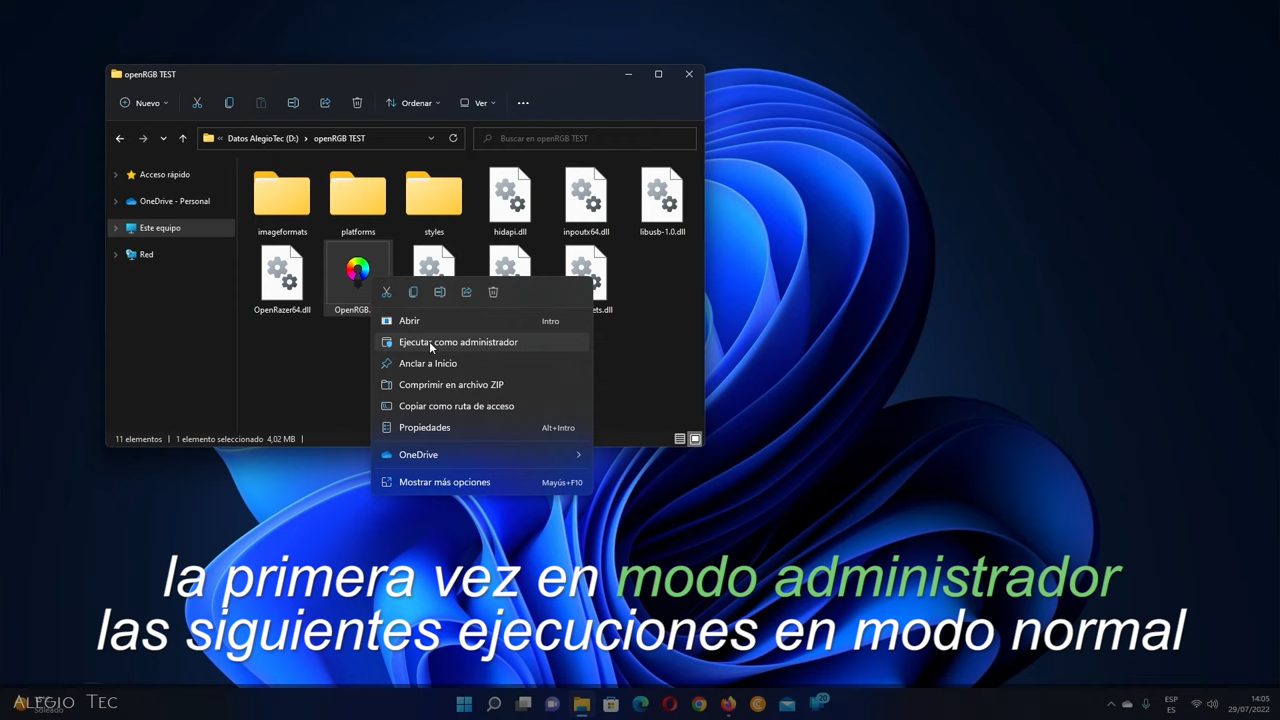 openRGB TEST
Nuevo
Ordenar
Ver
Datos AlegioTec (D:) openRGB TEST
Buscar en openRGB TEST
Acceso rápido
OneDrive - Personal
Este equipo
Red
imageformats
platforms
styles
hidapi.dll
inpoutx64.dll
libusb-1.0.dll
OpenRazer64.dll
OpenRGB.
ets.dll
Abrir Intro
Ejecutar como administrador
Anclar a Inicio
Comprimir en archivo ZIP
Copiar como ruta de acceso
Propiedades Alt+Intro
OneDrive
Mostrar más opciones Mayús+F10
11 elementos | 1 elemento seleccionado 4,02 MB |
la primera vez en modo administrador
las siguientes ejecuciones en modo normal
Alegio Tec
Soleado
20
ESP
ES
14:05
29/07/2022